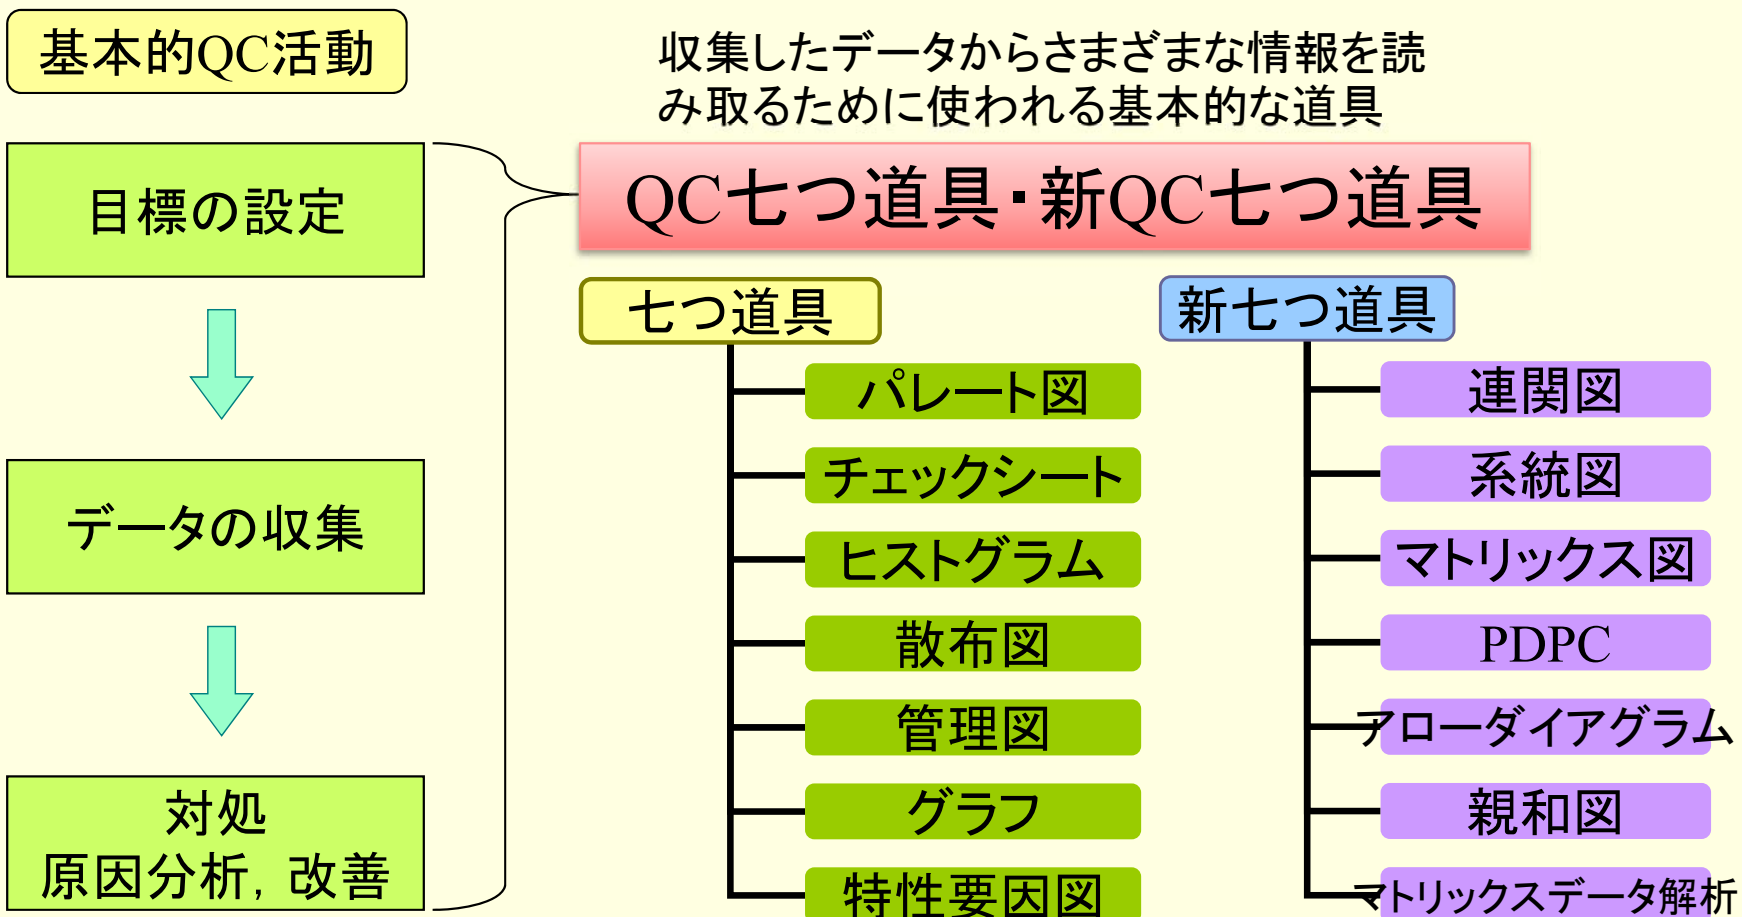 基本的QC活動
収集したデータからさまざまな情報を読
み取るために使われる基本的な道具
目標の設定
データの収集
対処
原因分析，改善
QC七つ道具・新QC七つ道具
七つ道具
パレート図
チェックシート
ヒストグラム
散布図
管理図
グラフ
特性要因図
新七つ道具
連関図
系統図
マトリックス図
PDPC
アローダイアグラム
親和図
マトリックスデータ解析